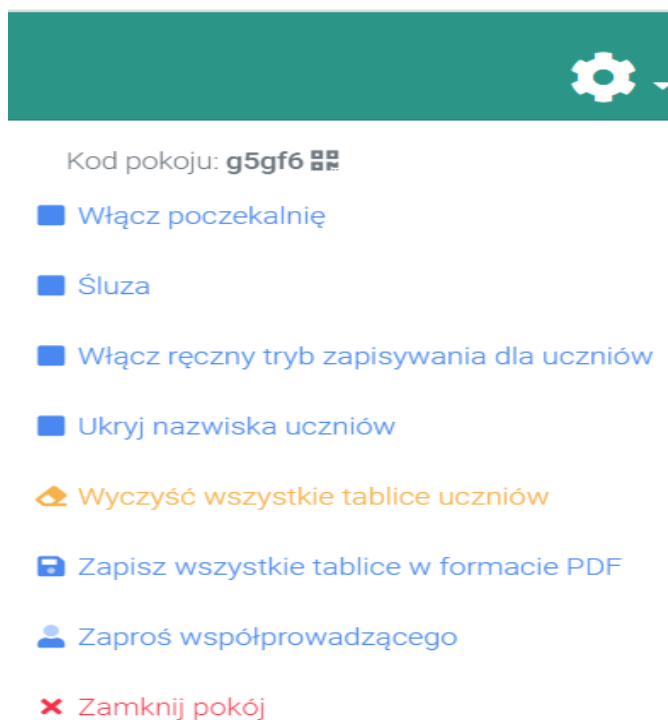 Kod pokoju: g5gf6
Włącz poczekalnię
Śluza
Włącz ręczny tryb zapisywania dla uczniów
Ukryj nazwiska uczniów
Wyczyść wszystkie tablice uczniów
Zapisz wszystkie tablice w formacie PDF
Zaproś współprowadzącego
Zamknij pokój